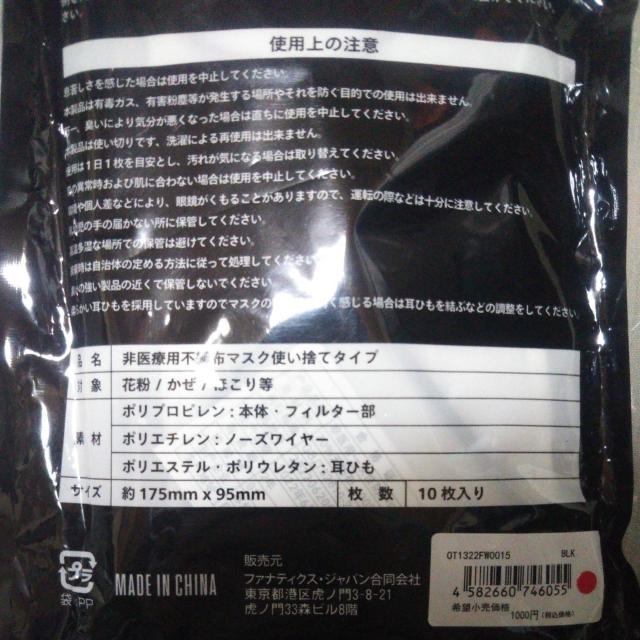 ださい。
使用上の注意
息苦しさを感じた場合は使用を中止してください。
本製品は有毒ガス、有害粉塵等が発生する場所やそれを防ぐ目的での使用は出来ません。
一、臭いにより気分が悪くなった場合は直ちに使用を中止してください。
製品は使い切りです、洗濯による再使用は出来ません。
使用は1日1枚を目安とし、汚れが気になる場合は取り替えてください。
の異常時および肌に合わない場合は使用を中止してください。
や個人差などにより、眼鏡がくもることがありますので、運転の際などは十分に注意してください。
の手の届かない所に保管してください。
多湿な場所での保管は避けてください。
時は自治体の定める方法に従って処理してください。
の強い製品の近くで保管しないでください。
らかい耳ひもを採用していますのでマスクの く感じる場合は耳ひもを結ぶなどの調整をしてください。
品 名 非医療用不織布マスク使い捨てタイプ
対 象 花粉 / かぜ / ほこり等
素 材 ポリプロピレン : 本体・フィルター部
ポリエチレン : ノーズワイヤー
ポリエステル・ポリウレタン : 耳ひも
サイズ 約175mm x 95mm 枚 数 10枚入り
プラ
袋:PP
MADE IN CHINA
販売元
ファナティクス・ジャパン合同会社
東京都港区虎ノ門3-8-21
虎ノ門33森ビル8階
OT1322FW0015 BLK
4 582660 746055
希望小売価格 1000円(税込価格)